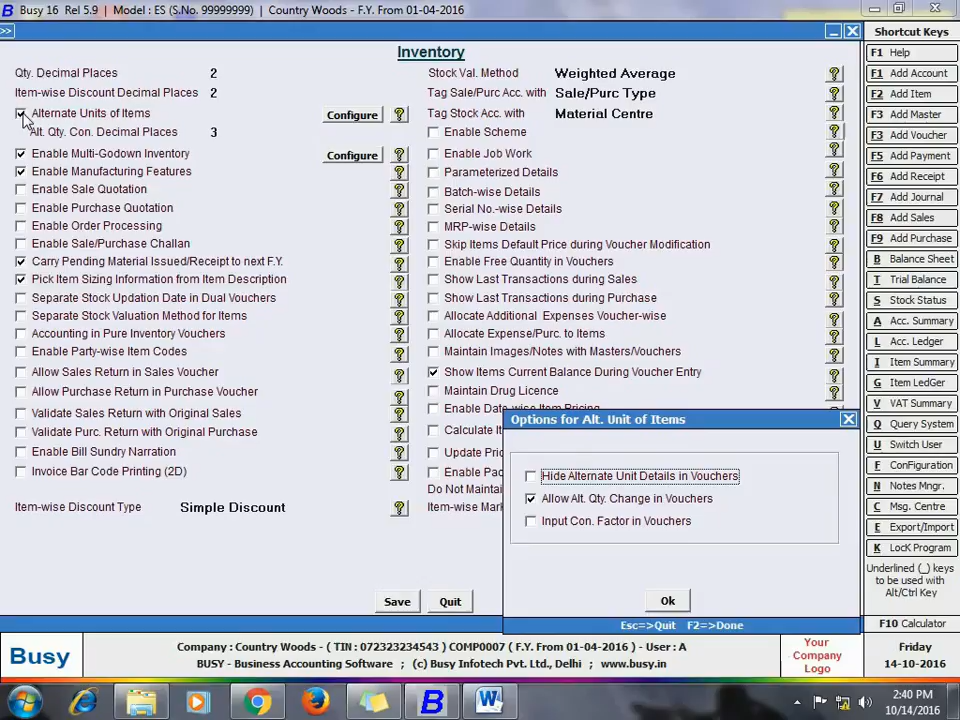 Busy 16 Rel 5.9 | Model : ES (S.No. 99999999) | Country Woods - F.Y. From 01-04-2016
>>
Inventory
Qty. Decimal Places 2
Item-wise Discount Decimal Places 2
Alternate Units of Items Configure ?
Alt. Qty. Con. Decimal Places 3
Enable Multi-Godown Inventory Configure ?
Enable Manufacturing Features ?
Enable Sale Quotation ?
Enable Purchase Quotation ?
Enable Order Processing ?
Enable Sale/Purchase Challan ?
Carry Pending Material Issued/Receipt to next F.Y. ?
Pick Item Sizing Information from Item Description ?
Separate Stock Updation Date in Dual Vouchers ?
Separate Stock Valuation Method for Items ?
Accounting in Pure Inventory Vouchers ?
Enable Party-wise Item Codes ?
Allow Sales Return in Sales Voucher ?
Allow Purchase Return in Purchase Voucher ?
Validate Sales Return with Original Sales ?
Validate Purc. Return with Original Purchase ?
Enable Bill Sundry Narration ?
Invoice Bar Code Printing (2D) ?
Item-wise Discount Type Simple Discount ?
Stock Val. Method Weighted Average ?
Tag Sale/Purc Acc. with Sale/Purc Type ?
Tag Stock Acc. with Material Centre ?
Enable Scheme ?
Enable Job Work ?
Parameterized Details ?
Batch-wise Details ?
Serial No.-wise Details ?
MRP-wise Details ?
Skip Items Default Price during Voucher Modification ?
Enable Free Quantity in Vouchers ?
Show Last Transactions during Sales ?
Show Last Transactions during Purchase ?
Allocate Additional Expenses Voucher-wise ?
Allocate Expense/Purc. to Items ?
Maintain Images/Notes with Masters/Vouchers ?
Show Items Current Balance During Voucher Entry ?
Maintain Drug Licence ?
Enable Date-wise Item Pricing
Calculate It
Update Pric
Enable Pac
Do Not Maintai
Item-wise Mar
Save Quit
Options for Alt. Unit of Items
Hide Alternate Unit Details in Vouchers
Allow Alt. Qty. Change in Vouchers
Input Con. Factor in Vouchers
Ok
Esc=>Quit F2=>Done
Shortcut Keys
F1 Help
F1 Add Account
F2 Add Item
F3 Add Master
F3 Add Voucher
F5 Add Payment
F6 Add Receipt
F7 Add Journal
F8 Add Sales
F9 Add Purchase
B Balance Sheet
T Trial Balance
S Stock Status
A Acc. Summary
L Acc. Ledger
I Item Summary
G Item LedGer
V VAT Summary
Q Query System
U Switch User
F Configuration
N Notes Mngr.
C Msg. Centre
E Export/Import
K LocK Program
Underlined (_) keys
to be used with
Alt/Ctrl Key
F10 Calculator
Busy
Company : Country Woods - ( TIN : 072323234543 ) COMP0007 ( F.Y. From 01-04-2016 ) - User : A
BUSY - Business Accounting Software ; (c) Busy Infotech Pvt. Ltd., Delhi ; www.busy.in
Your
Company
Logo
Friday
14-10-2016
2:40 PM
10/14/2016